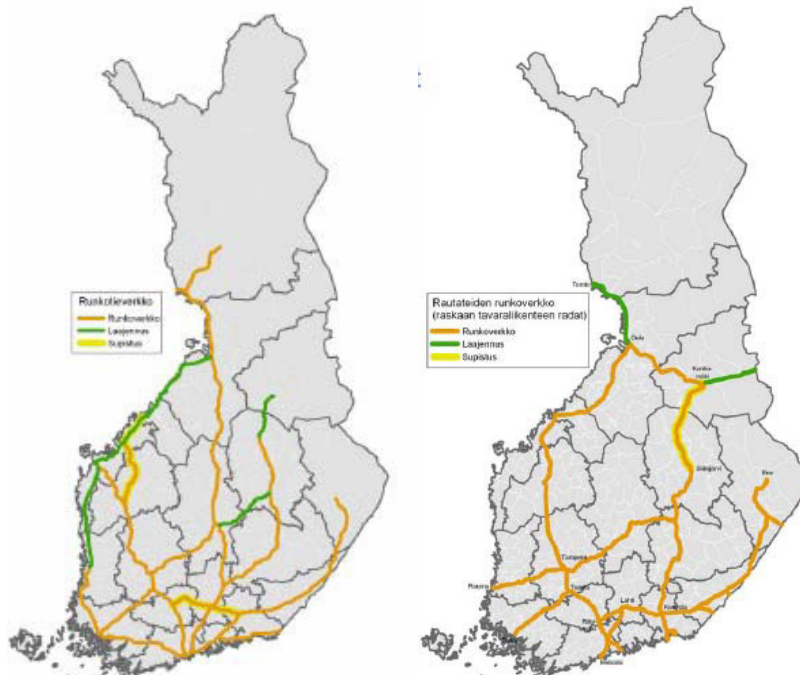 Runkotieverkko
Runkoverkko
Laajennus
Supistus
Rautateiden runkoverkko
(raskaan tavaraliikenteen radat)
Runkoverkko
Laajennus
Supistus
Tornio
Oulu
Siilinjärvi
Tampere
Rauma
Toijala
Lahti
Kouvola
Helsinki